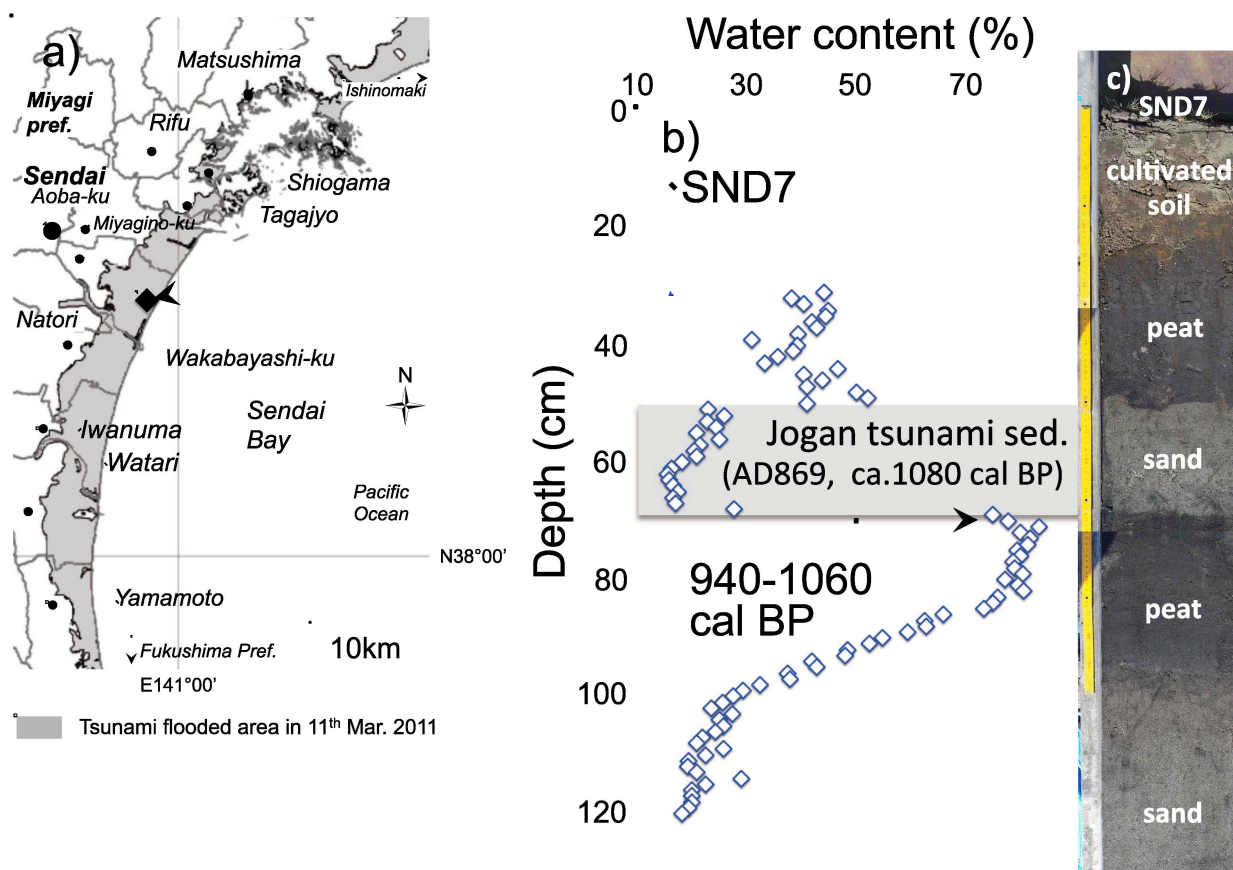 a)
Matsushima
Ishinomaki
Miyagi
pref.
Rifu
Sendai
Aoba-ku
Shiogama
Tagajyo
Miyagino-ku
Natori
Wakabayashi-ku
N
Sendai
Bay
Iwanuma
Watari
Pacific
Ocean
N38°00’
Yamamoto
10km
Fukushima Pref.
E141°00’
Tsunami flooded area in 11th Mar. 2011
Water content (%)
10 30 50 70
b)
SND7
Depth (cm)
0
20
40
60
80
100
120
Jogan tsunami sed.
(AD869, ca.1080 cal BP)
940-1060
cal BP
c)
SND7
cultivated
soil
peat
sand
peat
sand